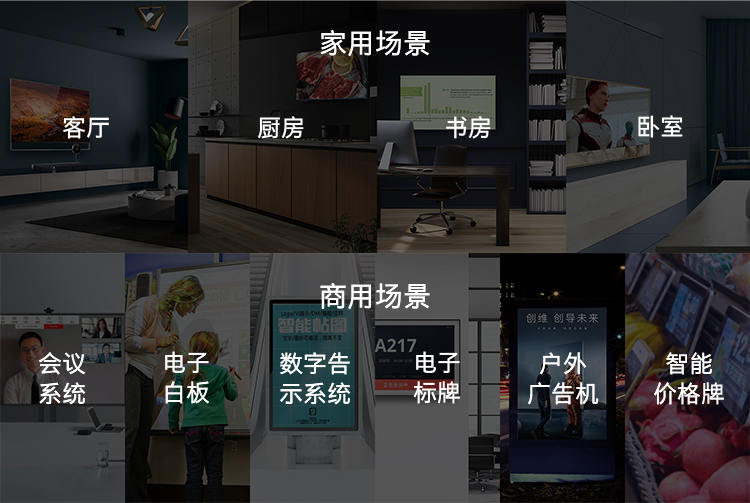 家用场景
客厅
厨房
书房
卧室
商用场景
会议
系统
电子
白板
智能帖图
数字告
示系统
A217
电子
标牌
创维 创导未来
户外
广告机
智能
价格牌